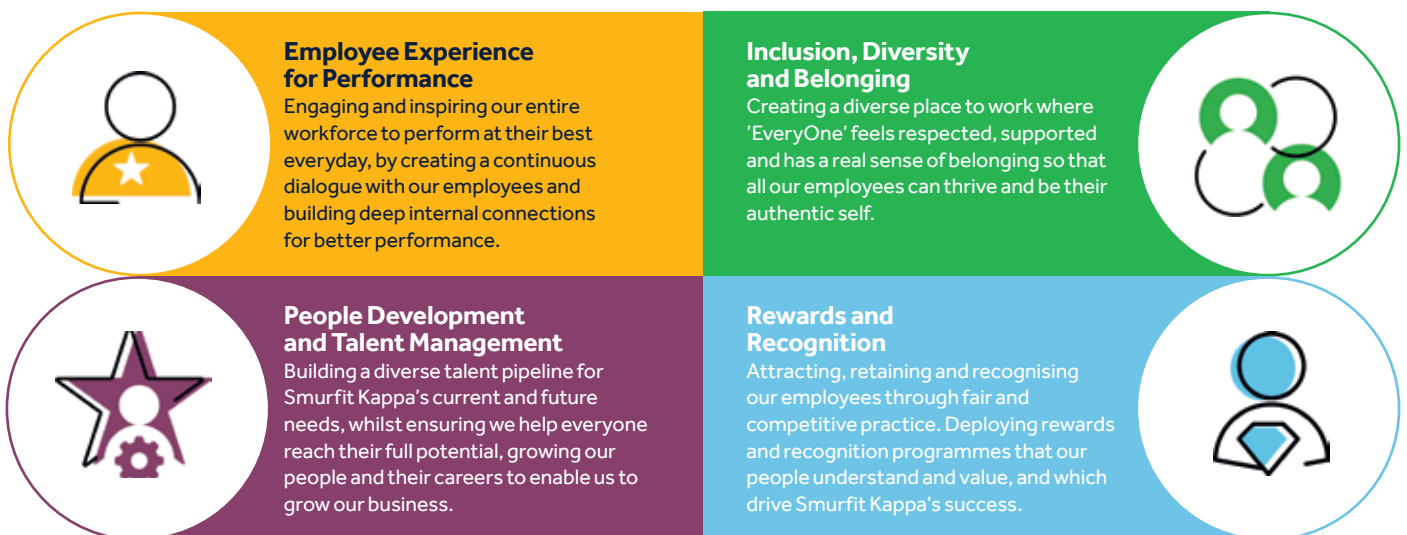 Employee Experience
for Performance
Engaging and inspiring our entire
workforce to perform at their best
everyday, by creating a continuous
dialogue with our employees and
building deep internal connections
for better performance.
Inclusion, Diversity
and Belonging
Creating a diverse place to work where
‘EveryOne’ feels respected, supported
and has a real sense of belonging so that
all our employees can thrive and be their
authentic self.
People Development
and Talent Management
Building a diverse talent pipeline for
Smurfit Kappa’s current and future
needs, whilst ensuring we help everyone
reach their full potential, growing our
people and their careers to enable us to
grow our business.
Rewards and
Recognition
Attracting, retaining and recognising
our employees through fair and
competitive practice. Deploying rewards
and recognition programmes that our
people understand and value, and which
drive Smurfit Kappa’s success.